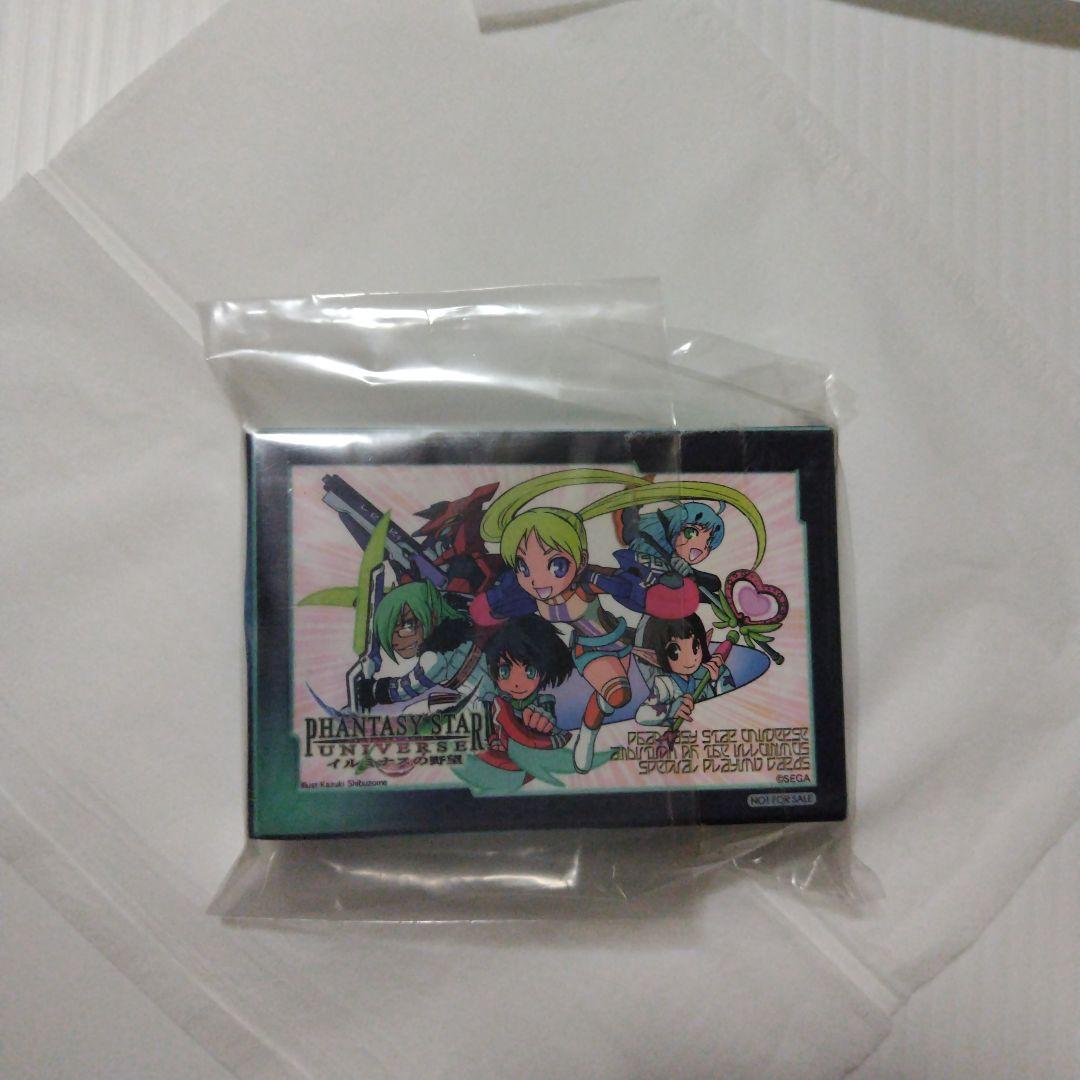 PHANTASY STAR
UNIVERSE
イルミナスの野望
Illust Kazuki Shibuzome
PHANTASY STAR UNIVERSE
AMBITION OF THE ILLUMINUS
SPECIAL PLAYING CARDS
©SEGA
NOT FOR SALE